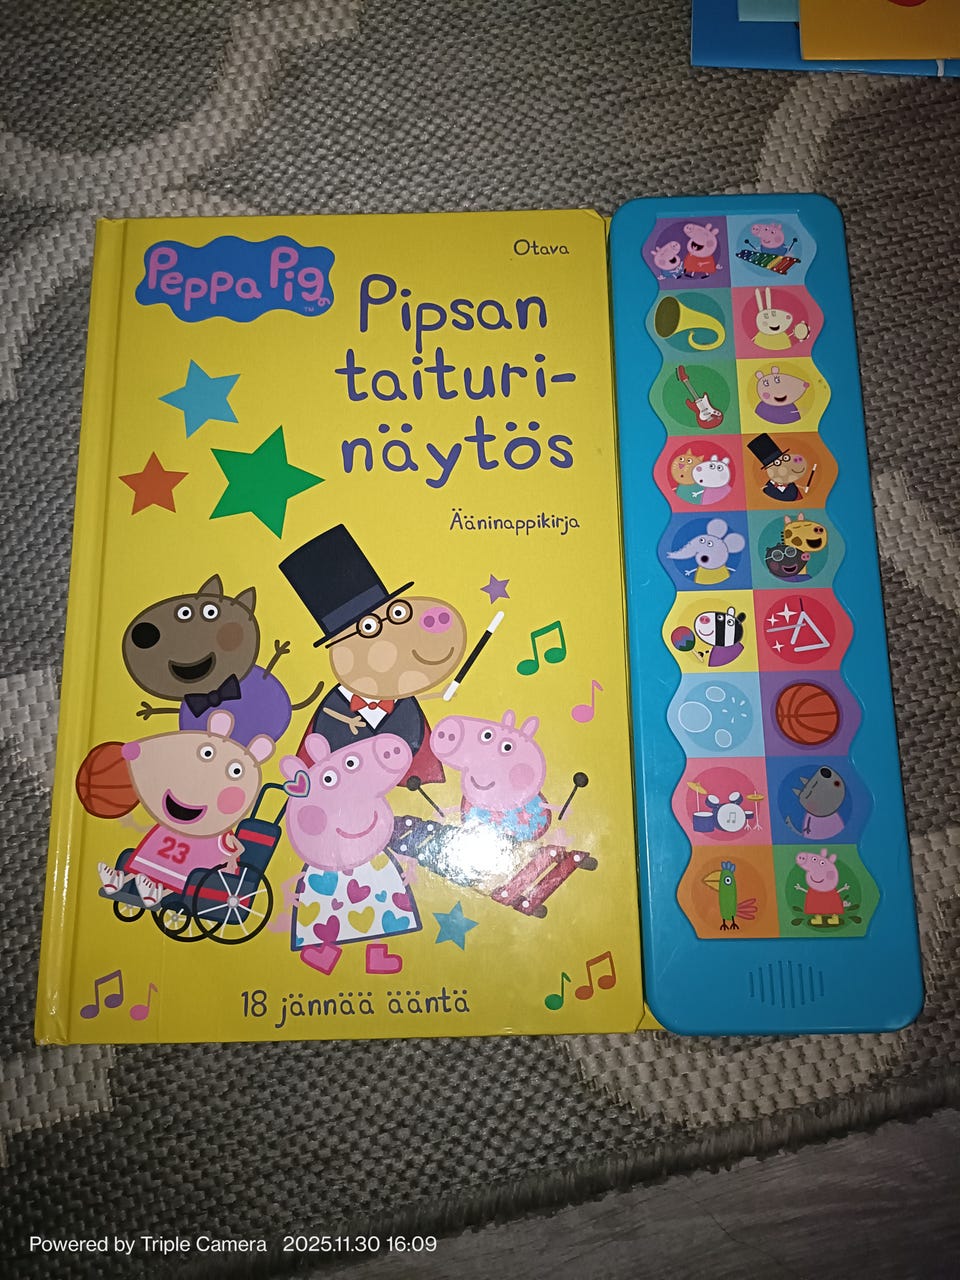 Peppa Pig
TM
Otava
Pipsan
taituri-
näytös
Ääninappikirja
23
18 jännää ääntä
Powered by Triple Camera 2025.11.30 16:09